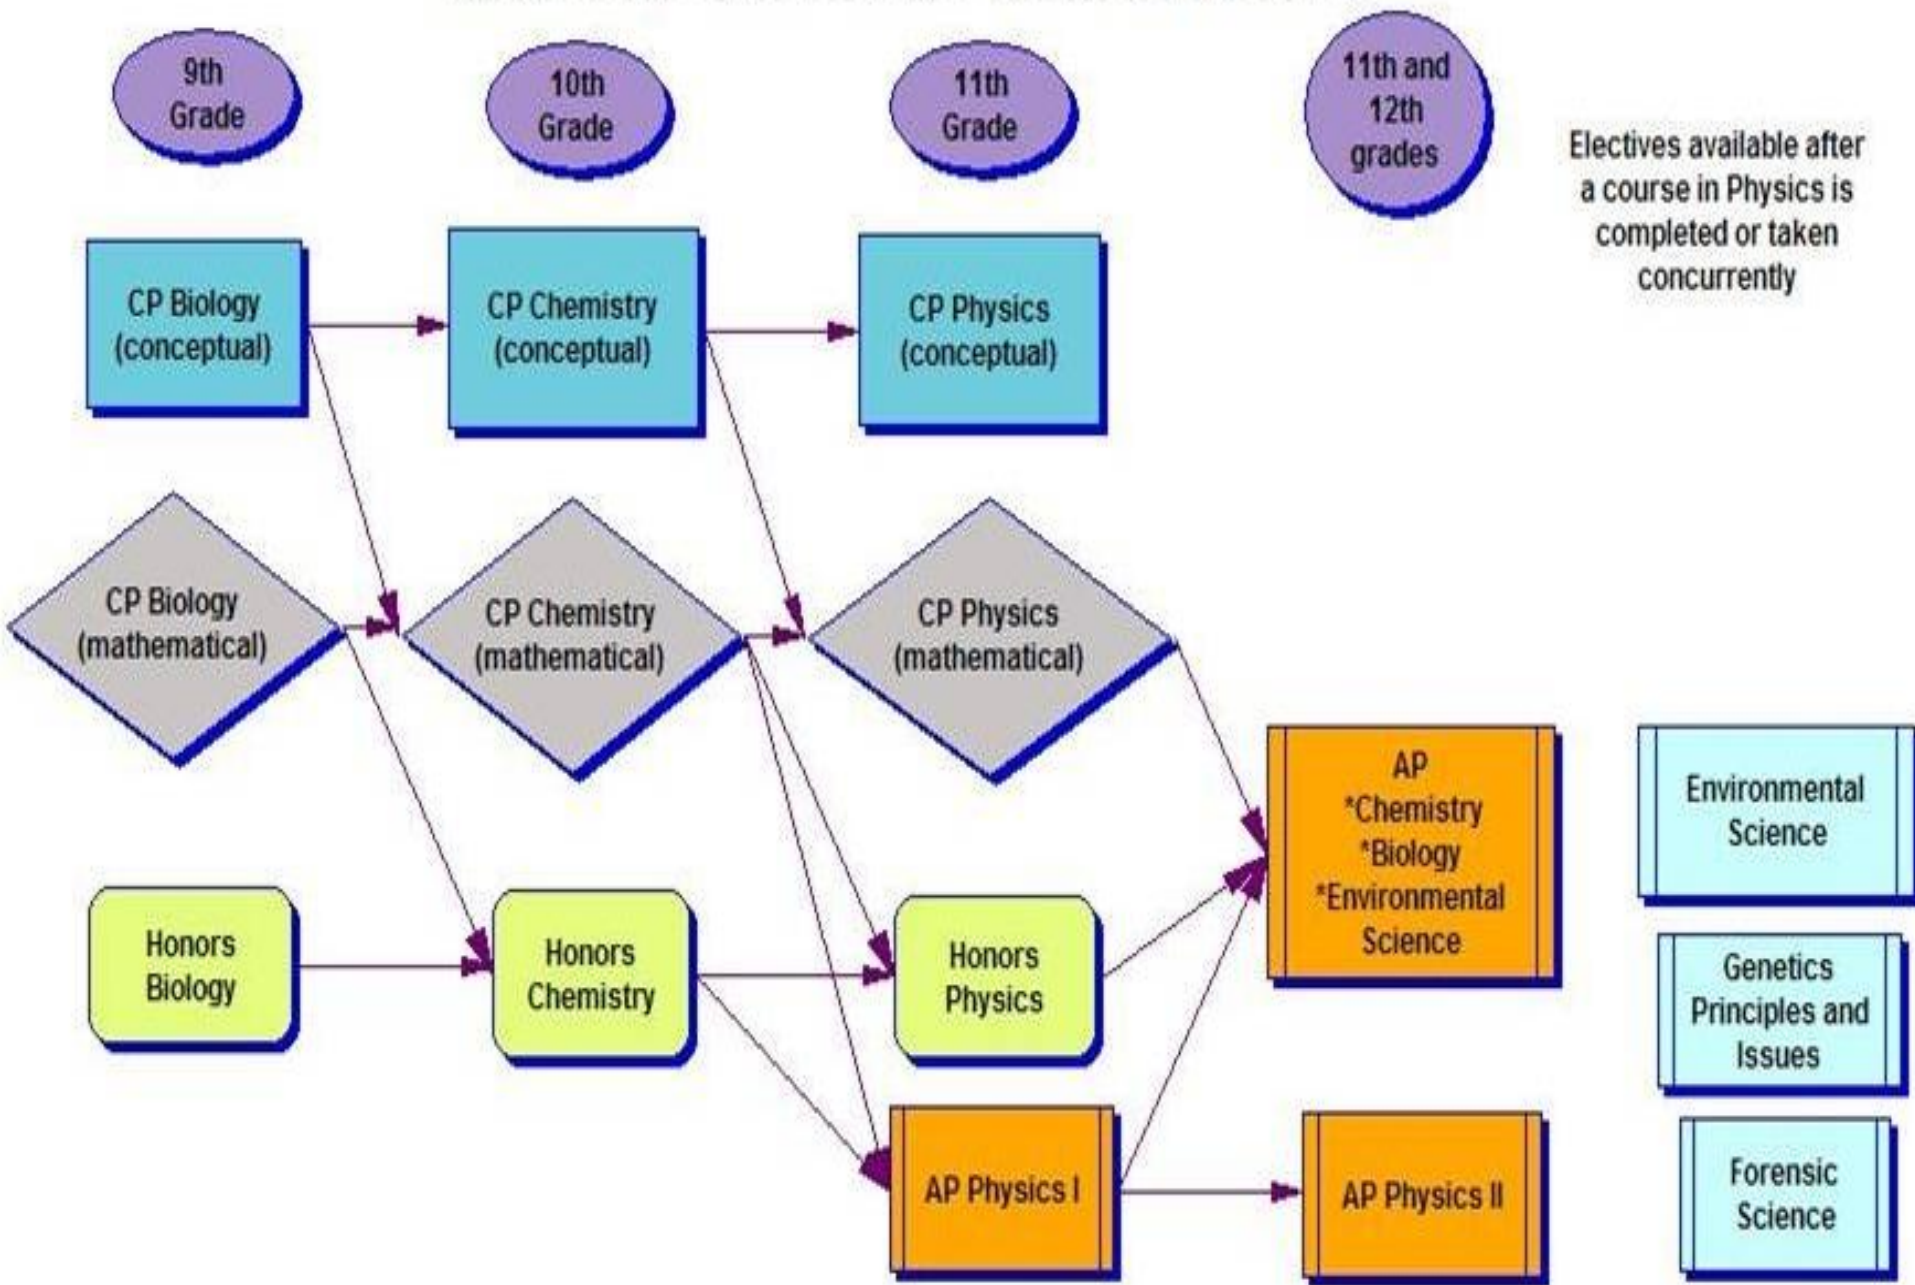 9th
Grade
10th
Grade
11th
Grade
11th and
12th
grades
Electives available after
a course in Physics is
completed or taken
concurrently
CP Biology
(conceptual)
CP Chemistry
(conceptual)
CP Physics
(conceptual)
CP Biology
(mathematical)
CP Chemistry
(mathematical)
CP Physics
(mathematical)
AP
*Chemistry
*Biology
*Environmental
Science
Environmental
Science
Honors
Biology
Honors
Chemistry
Honors
Physics
Genetics
Principles and
Issues
AP Physics I
AP Physics II
Forensic
Science